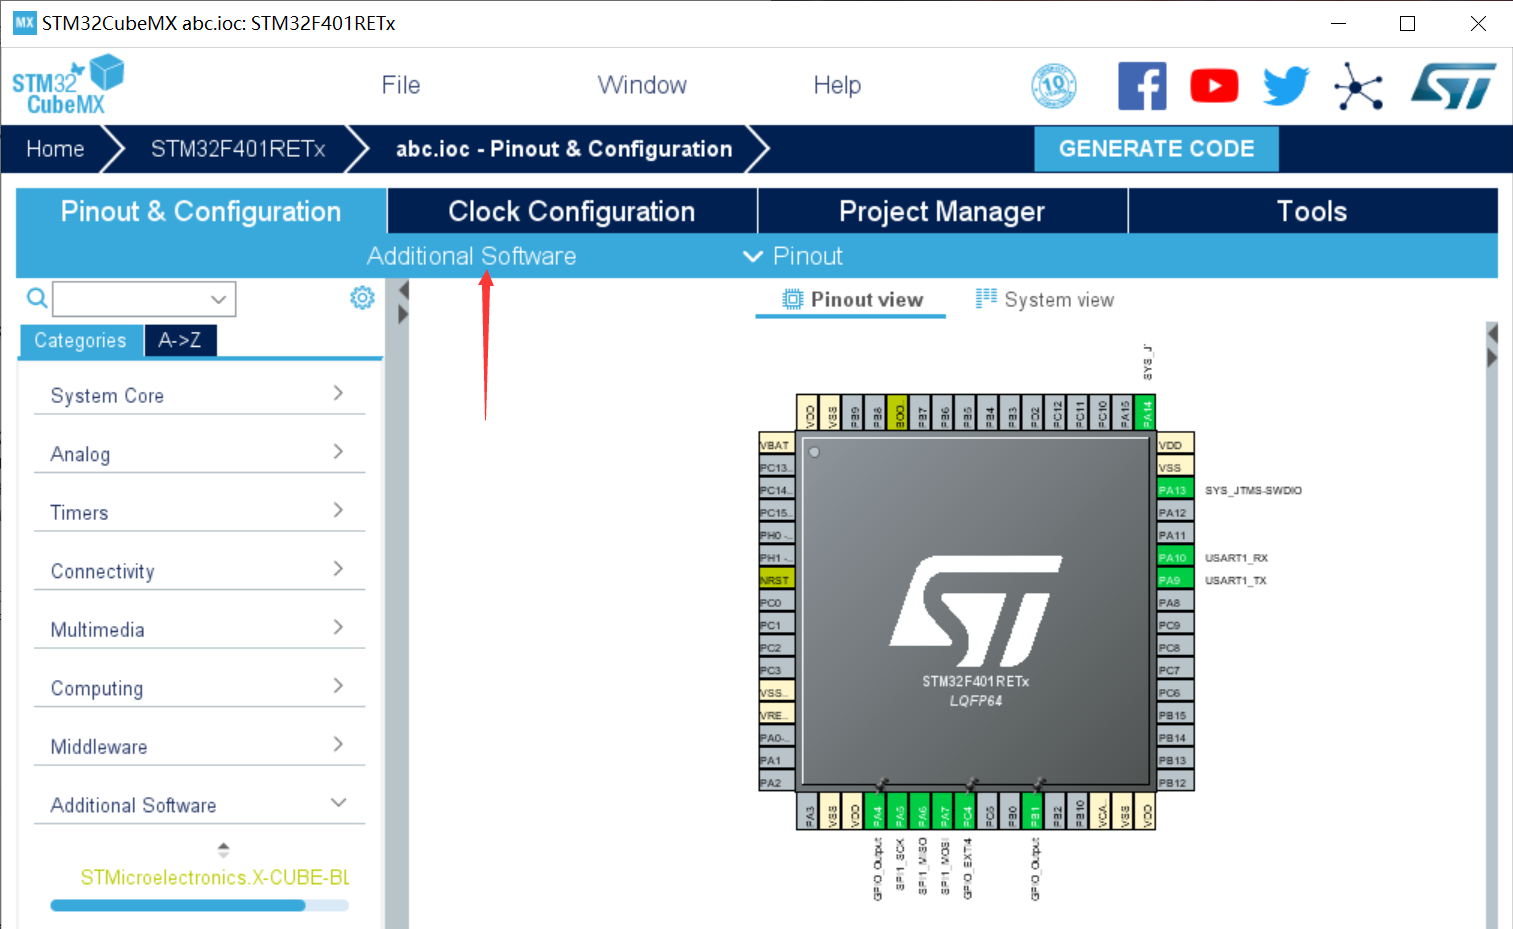 MX STM32CubeMX abc.ioc: STM32F401RETx
STM32
CubeMX
File
Window
Help
10
Home
STM32F401RETx
abc.ioc - Pinout & Configuration
GENERATE CODE
Pinout & Configuration
Clock Configuration
Project Manager
Tools
Additional Software
Pinout
Pinout view
System view
Categories
A->Z
System Core
Analog
Timers
Connectivity
Multimedia
Computing
Middleware
Additional Software
STMicroelectronics.X-CUBE-BL
SYS_J
VDD
VSS
PB9
PB8
BOO..
PB7
PB6
PB5
PB4
PB3
PD2
PC12
PC11
PC10
PA15
PA14
VBAT
PC13..
PC14..
PC15..
PH0 -..
PH1 -..
NRST
PC0
PC1
PC2
PC3
VSS..
VRE..
PA0-..
PA1
PA2
STM32F401RETx
LQFP64
VDD
VSS
PA13 SYS_JTMS-SWDIO
PA12
PA11
PA10 USART1_RX
PA9 USART1_TX
PA8
PC9
PC8
PC7
PC6
PB15
PB14
PB13
PB12
PA3
VSS
VDD
PA4
PA5
PA6
PA7
PC4
PC5
PB0
PB1
PB2
PB10
VCA..
VSS
VDD
GPIO_Output
SPI1_SCK
SPI1_MISO
SPI1_MOSI
GPIO_EXTI4
GPIO_Output